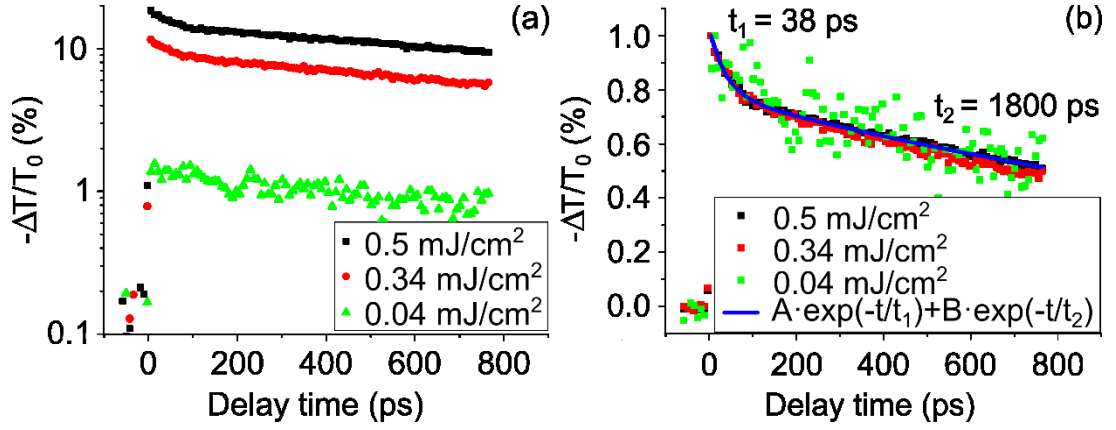 (a)
10
1
0.1
-ΔT/T₀ (%)
0 200 400 600 800
Delay time (ps)
0.5 mJ/cm²
0.34 mJ/cm²
0.04 mJ/cm²
(b)
t₁ = 38 ps
t₂ = 1800 ps
1.0
0.8
0.6
0.4
0.2
0.0
-ΔT/T₀ (%)
0 200 400 600 800
Delay time (ps)
0.5 mJ/cm²
0.34 mJ/cm²
0.04 mJ/cm²
A·exp(-t/t₁)+B·exp(-t/t₂)